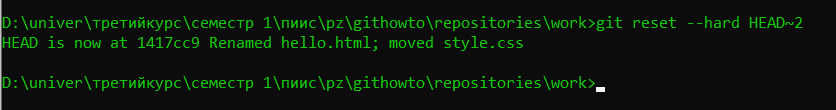 D:\univer\третийкурс\семестр 1\пиис\pz\githowto\repositories\work>git reset --hard HEAD~2
HEAD is now at 1417cc9 Renamed hello.html; moved style.css
D:\univer\третийкурс\семестр 1\пиис\pz\githowto\repositories\work>